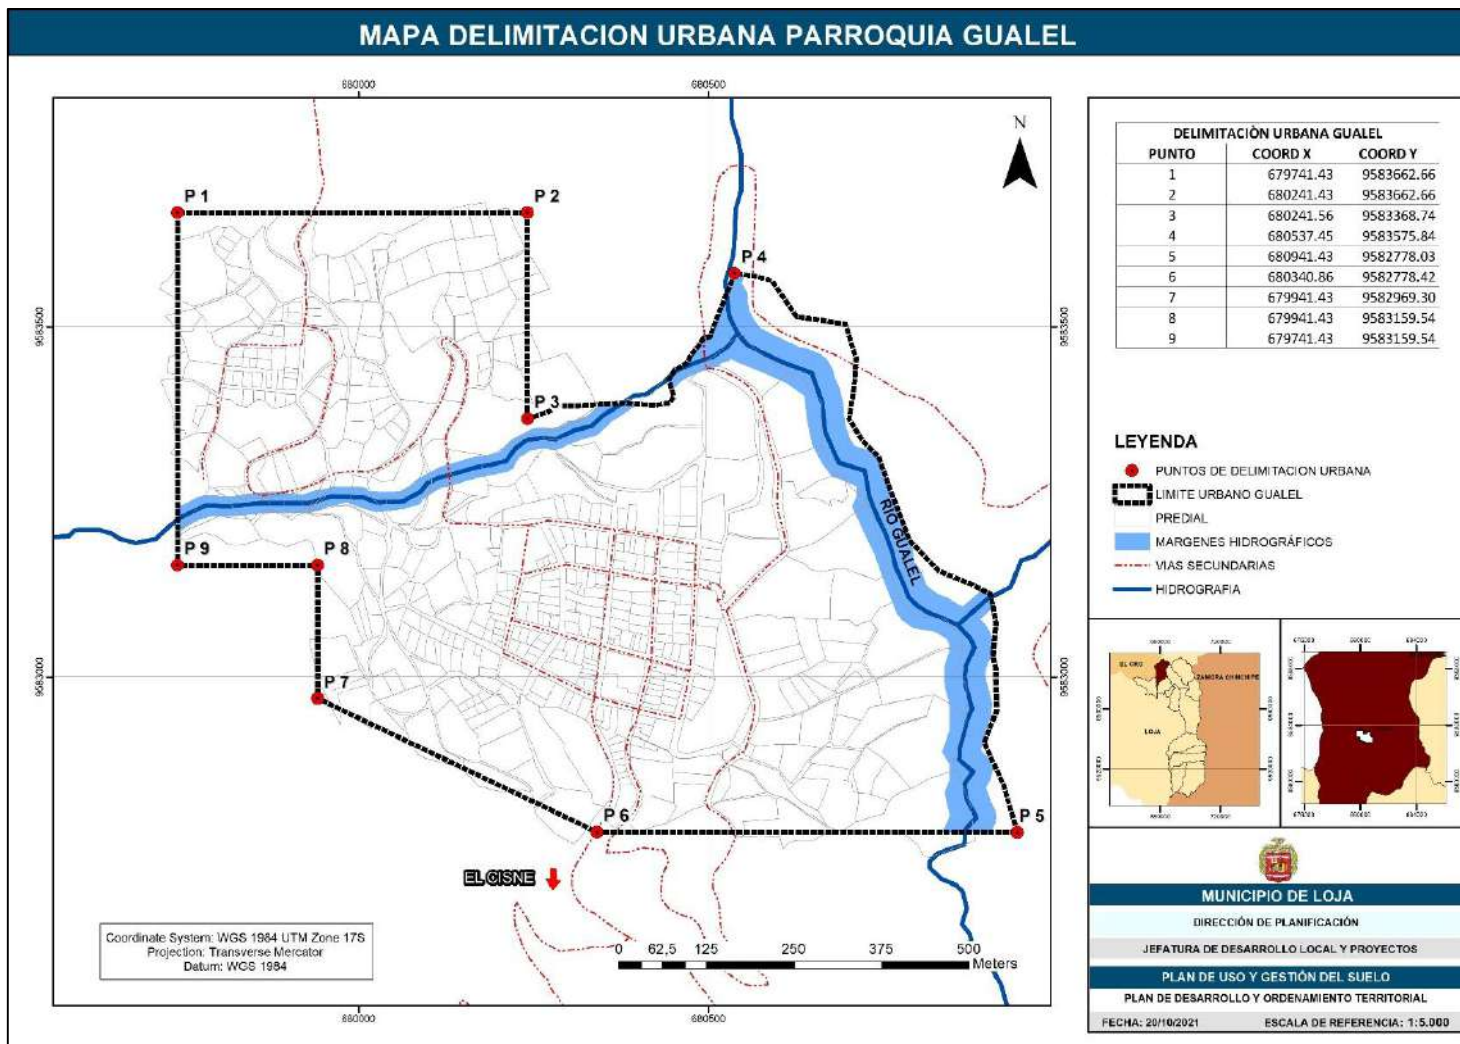 MAPA DELIMITACION URBANA PARROQUIA GUALEL
680000 680500
N
P 1
P 2
P 4
9583500 9583500
P 3
RIO GUALEL
P 9
P 8
9583000 9583000
P 7
P 6
P 5
EL CISNE
Coordinate System: WGS 1984 UTM Zone 17S
Projection: Transverse Mercator
Datum: WGS 1984
0 62,5 125 250 375 500
Meters
680000 680500
DELIMITACIÒN URBANA GUALEL
PUNTO COORD X COORD Y
1 679741.43 9583662.66
2 680241.43 9583662.66
3 680241.56 9583368.74
4 680537.45 9583575.84
5 680941.43 9582778.03
6 680340.86 9582778.42
7 679941.43 9582969.30
8 679941.43 9583159.54
9 679741.43 9583159.54
LEYENDA
PUNTOS DE DELIMITACION URBANA
LIMITE URBANO GUALEL
PREDIAL
MARGENES HIDROGRÁFICOS
VIAS SECUNDARIAS
HIDROGRAFIA
EL ORO
ZAMORA CHINCHIPE
LOJA
MUNICIPIO DE LOJA
DIRECCIÓN DE PLANIFICACIÓN
JEFATURA DE DESARROLLO LOCAL Y PROYECTOS
PLAN DE USO Y GESTIÓN DEL SUELO
PLAN DE DESARROLLO Y ORDENAMIENTO TERRITORIAL
FECHA: 20/10/2021 ESCALA DE REFERENCIA: 1:5.000